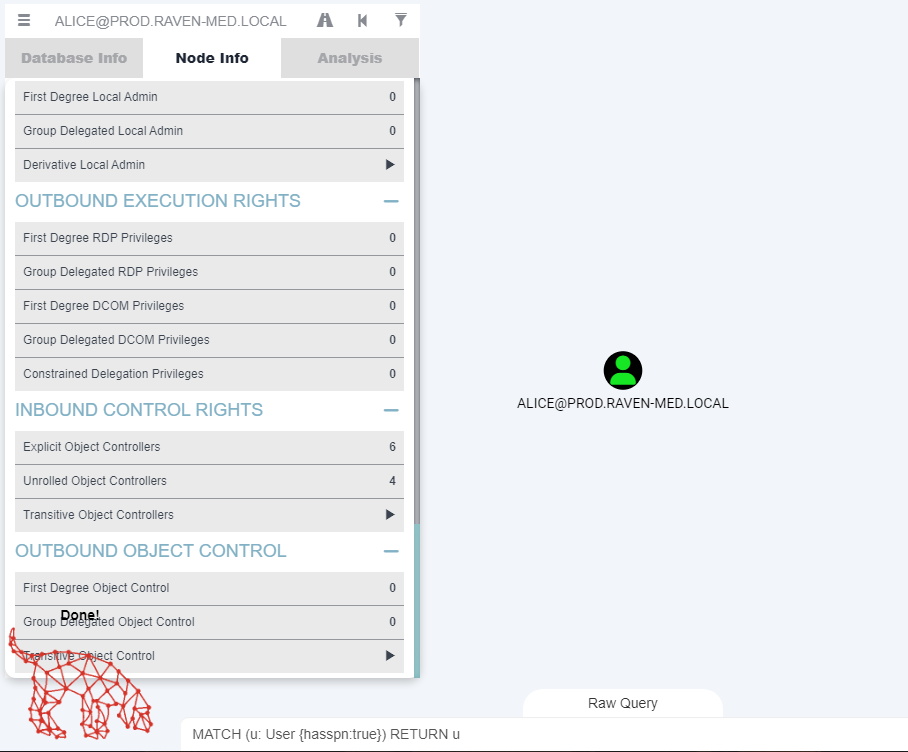 ALICE@PROD.RAVEN-MED.LOCAL
Database Info Node Info Analysis
First Degree Local Admin 0
Group Delegated Local Admin 0
Derivative Local Admin
OUTBOUND EXECUTION RIGHTS
First Degree RDP Privileges 0
Group Delegated RDP Privileges 0
First Degree DCOM Privileges 0
Group Delegated DCOM Privileges 0
Constrained Delegation Privileges 0
INBOUND CONTROL RIGHTS
Explicit Object Controllers 6
Unrolled Object Controllers 4
Transitive Object Controllers
OUTBOUND OBJECT CONTROL
First Degree Object Control 0
Done!
Group Delegated Object Control 0
Transitive Object Control
ALICE@PROD.RAVEN-MED.LOCAL
Raw Query
MATCH (u: User {hasspn:true}) RETURN u